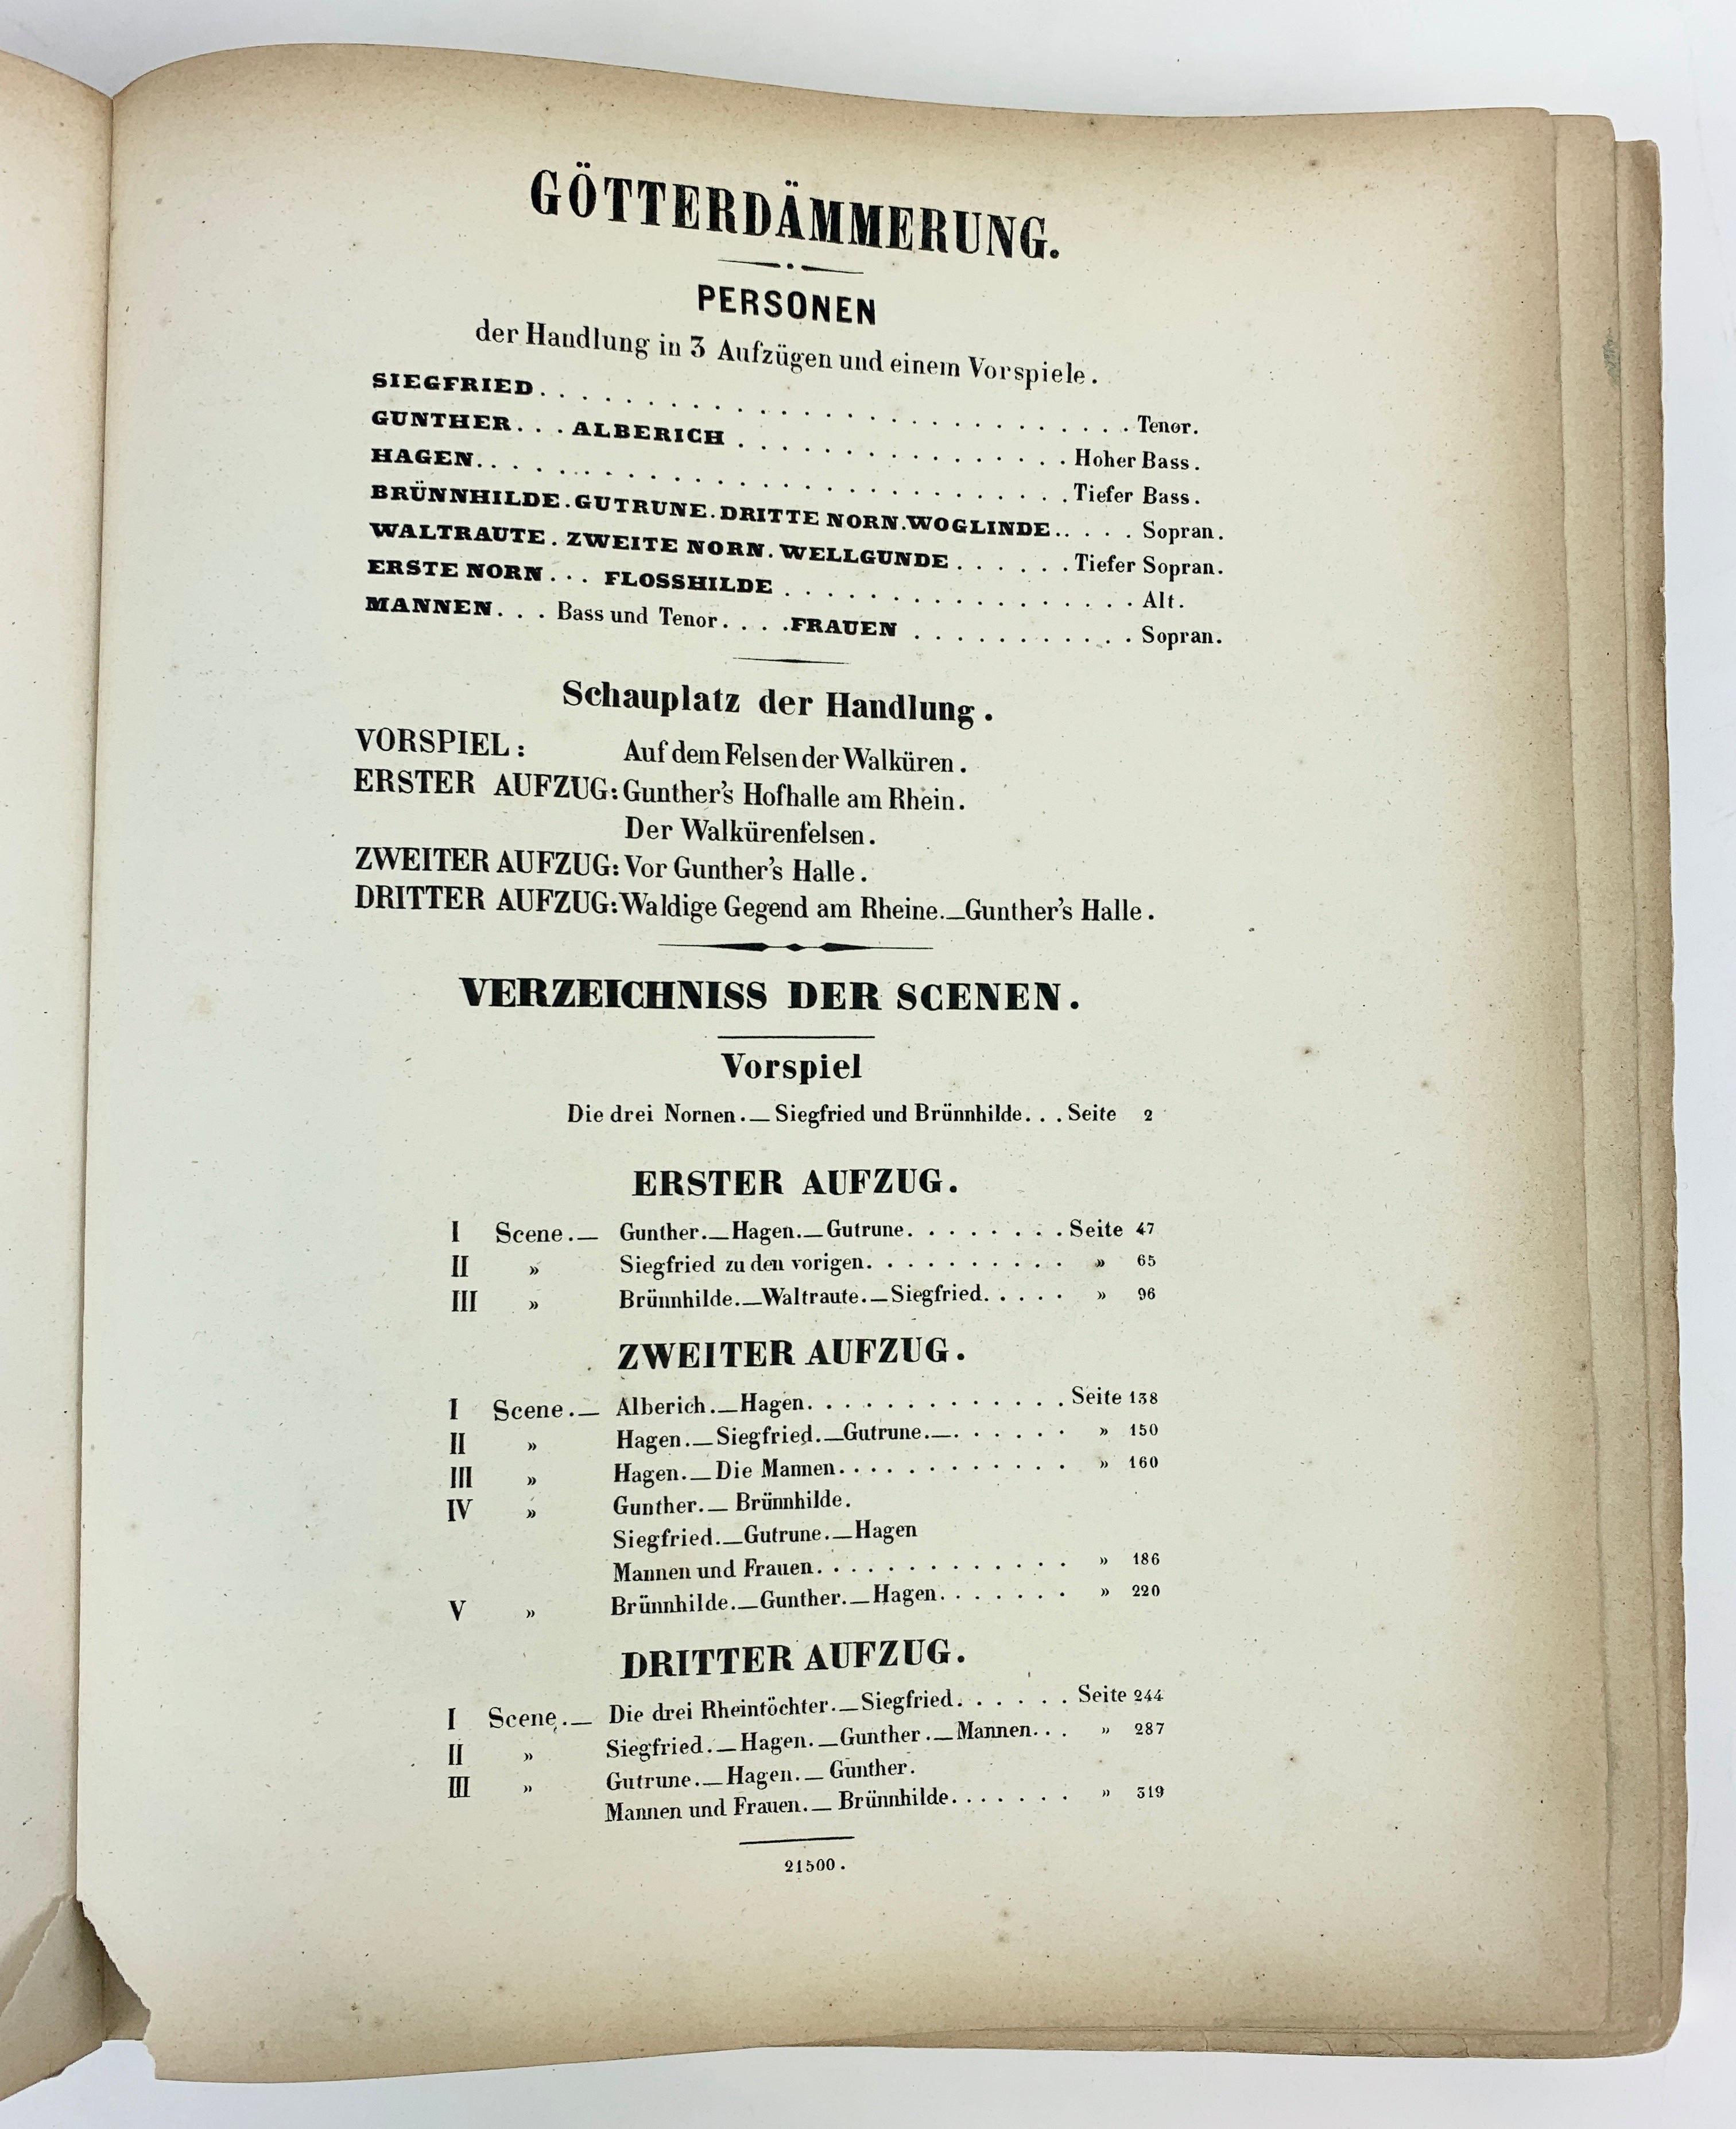 GÖTTERDÄMMERUNG.
PERSONEN
der Handlung in 3 Aufzügen und einem Vorspiele.
SIEGFRIED. . . . . . . . . . . . . . . . . . . . . . . . . Tenor.
GUNTHER. . . ALBERICH . . . . . . . . . . . . . . . . Hoher Bass.
HAGEN. . . . . . . . . . . . . . . . . . . . . . . . . Tiefer Bass.
BRÜNNHILDE. GUTRUNE. DRITTE NORN. WOGLINDE. . . . . Sopran.
WALTRAUTE. ZWEITE NORN. WELLGUNDE . . . . . . Tiefer Sopran.
ERSTE NORN . . . FLOSSHILDE . . . . . . . . . . . . . . . . Alt.
MANNEN. . . Bass und Tenor. . . .FRAUEN . . . . . . . . . . . Sopran.
Schauplatz der Handlung.
VORSPIEL: Auf dem Felsen der Walküren.
ERSTER AUFZUG: Gunther's Hofhalle am Rhein.
Der Walkürenfelsen.
ZWEITER AUFZUG: Vor Gunther's Halle.
DRITTER AUFZUG: Waldige Gegend am Rheine._Gunther's Halle.
VERZEICHNISS DER SCENEN.
Vorspiel
Die drei Nornen._ Siegfried und Brünnhilde. . . Seite 2
ERSTER AUFZUG.
I Scene._ Gunther._Hagen._Gutrune. . . . . . . . Seite 47
II » Siegfried zu den vorigen. . . . . . . . . . » 65
III » Brünnhilde._Waltraute._Siegfried. . . . . » 96
ZWEITER AUFZUG.
I Scene._ Alberich._Hagen. . . . . . . . . . . . . Seite 138
II » Hagen._Siegfried._Gutrune._. . . . . . » 150
III » Hagen._Die Mannen. . . . . . . . . . . . » 160
IV » Gunther._ Brünnhilde.
Siegfried._Gutrune._Hagen
Mannen und Frauen. . . . . . . . . . . . » 186
V » Brünnhilde._Gunther._Hagen. . . . . . . » 220
DRITTER AUFZUG.
I Scene._ Die drei Rheintöchter._Siegfried. . . . . . Seite 244
II » Siegfried._Hagen._Gunther._Mannen. . . » 287
III » Gutrune._Hagen._Gunther.
Mannen und Frauen._ Brünnhilde. . . . . . . » 319
21500.